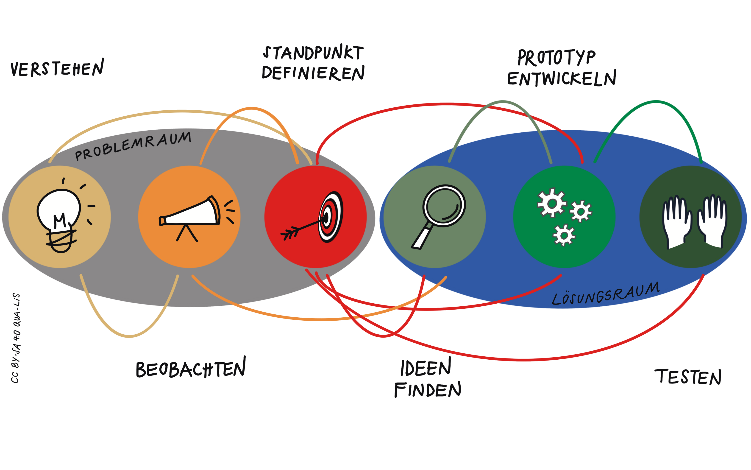 VERSTEHEN
STANDPUNKT
DEFINIEREN
PROTOTYP
ENTWICKELN
PROBLEMRAUM
LÖSUNGSRAUM
BEOBACHTEN
IDEEN
FINDEN
TESTEN
CC BY-SA 4.0 QUA-LIS